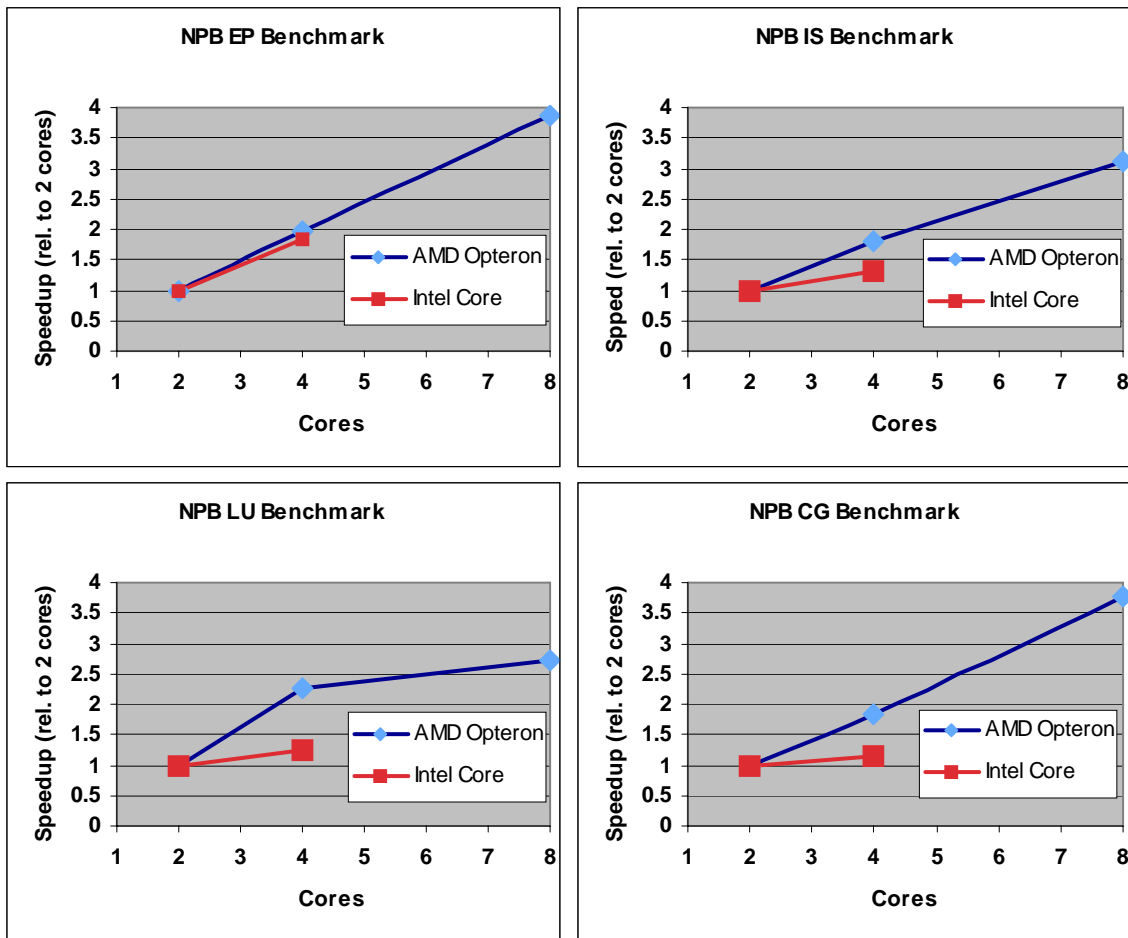 NPB EP Benchmark
Speedup (rel. to 2 cores)
4
3.5
3
2.5
2
1.5
1
0.5
0
AMD Opteron
Intel Core
1 2 3 4 5 6 7 8
Cores
NPB IS Benchmark
Spped (rel. to 2 cores)
4
3.5
3
2.5
2
1.5
1
0.5
0
AMD Opteron
Intel Core
1 2 3 4 5 6 7 8
Cores
NPB LU Benchmark
Speedup (rel. to 2 cores)
4
3.5
3
2.5
2
1.5
1
0.5
0
AMD Opteron
Intel Core
1 2 3 4 5 6 7 8
Cores
NPB CG Benchmark
Speedup (rel. to 2 cores)
4
3.5
3
2.5
2
1.5
1
0.5
0
AMD Opteron
Intel Core
1 2 3 4 5 6 7 8
Cores